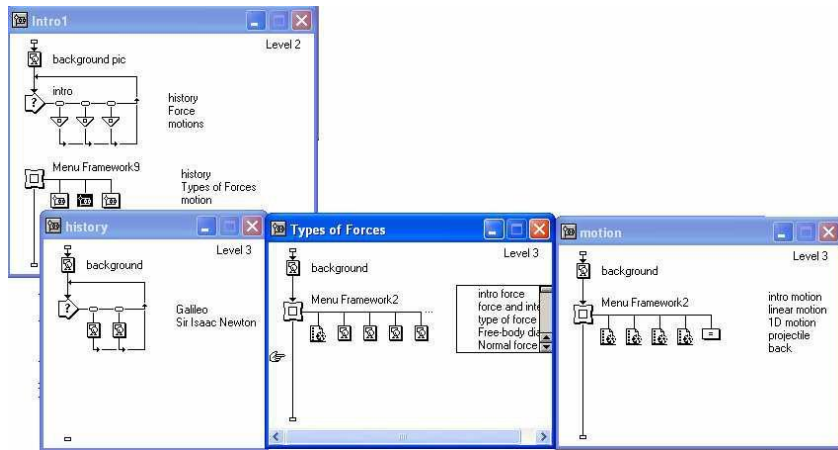 Intro1
Level 2
background pic
intro
?
history
Force
motions
Menu Framework9
history
Types of Forces
motion
history
Level 3
background
?
Galileo
Sir Isaac Newton
Types of Forces
Level 3
background
Menu Framework2
...
intro force
force and inte
type of force
Free-body dia
Normal force
motion
Level 3
background
Menu Framework2
=
intro motion
linear motion
1D motion
projectile
back